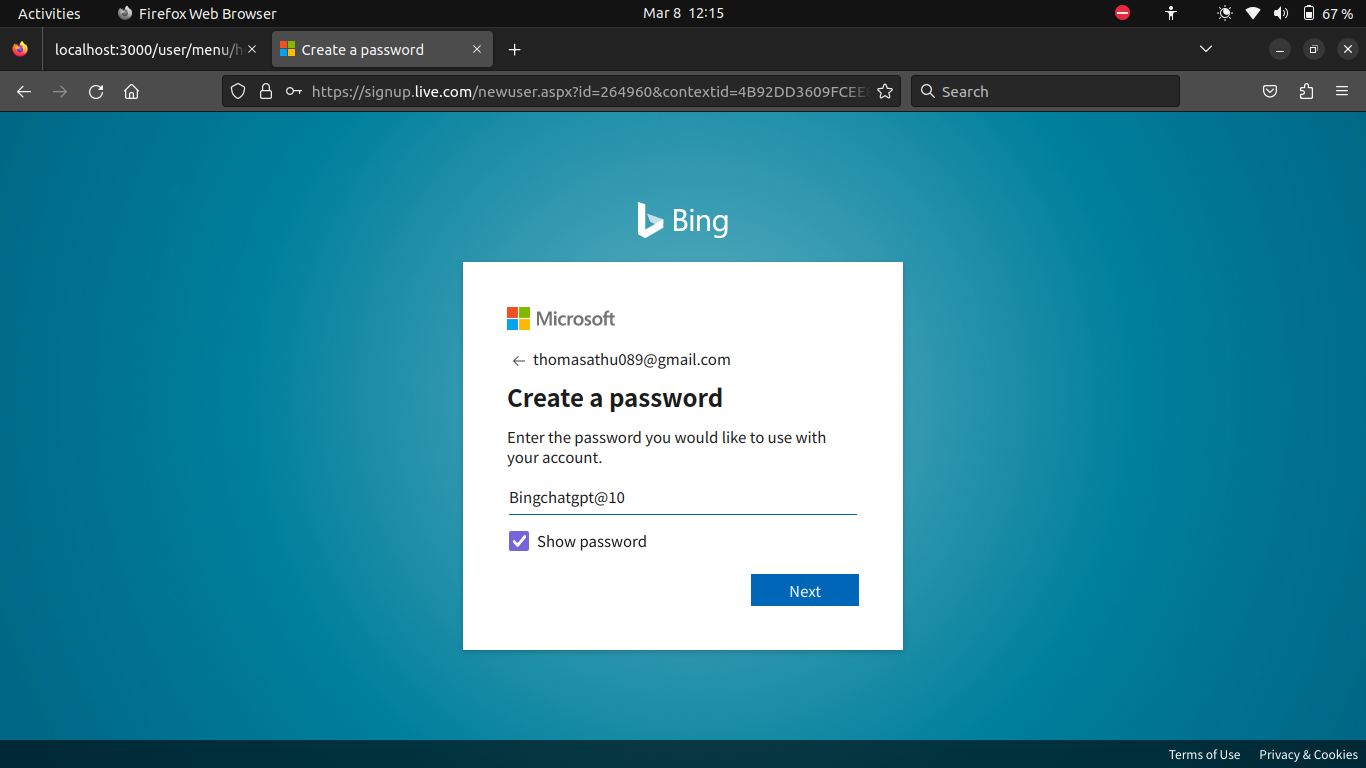 Activities Firefox Web Browser Mar 8 12:15 67 %
localhost:3000/user/menu/h Create a password
https://signup.live.com/newuser.aspx?id=264960&contextid=4B92DD3609FCEE Search
Bing
Microsoft
thomasathu089@gmail.com
Create a password
Enter the password you would like to use with
your account.
Bingchatgpt@10
Show password
Next
Terms of Use Privacy & Cookies